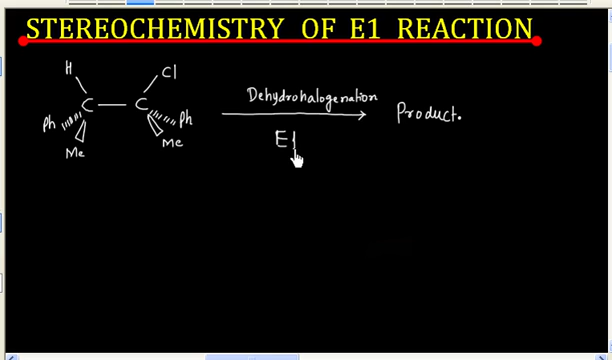 STEREOCHEMISTRY OF E1 REACTION
H Cl
C C
Ph Me Me Ph
Dehydrohalogenation
E1
Product.